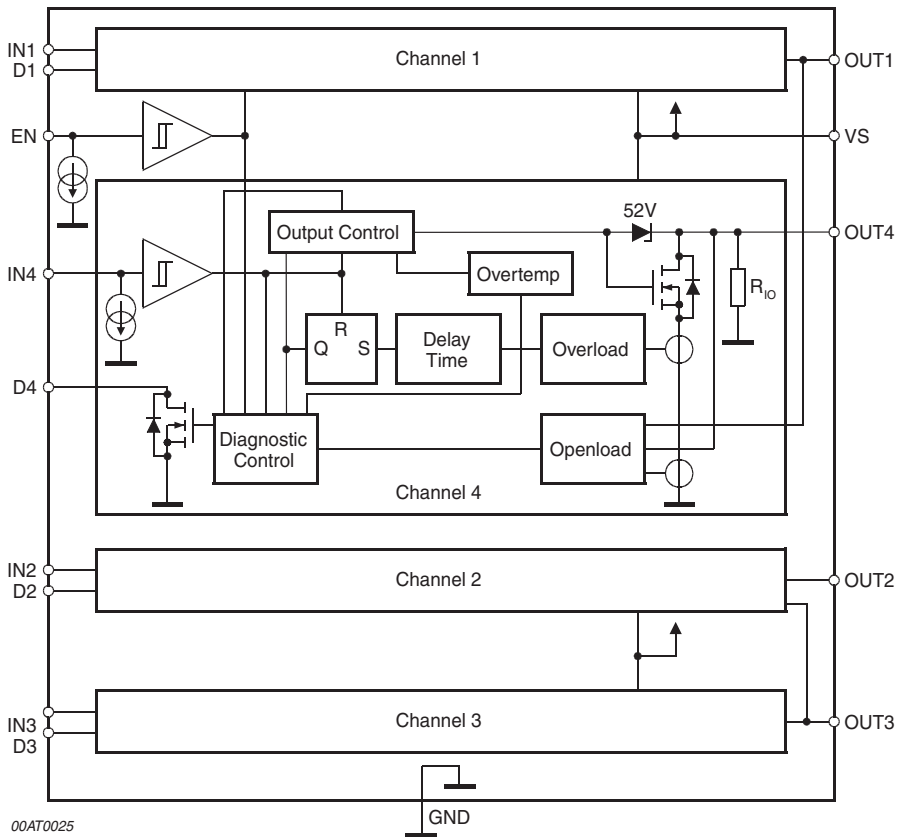 IN1
D1
Channel 1
OUT1
EN
VS
52V
Output Control
OUT4
IN4
Overtemp
R_IO
R
Q
S
Delay
Time
Overload
D4
Diagnostic
Control
Openload
Channel 4
IN2
D2
Channel 2
OUT2
IN3
D3
Channel 3
OUT3
GND
00AT0025